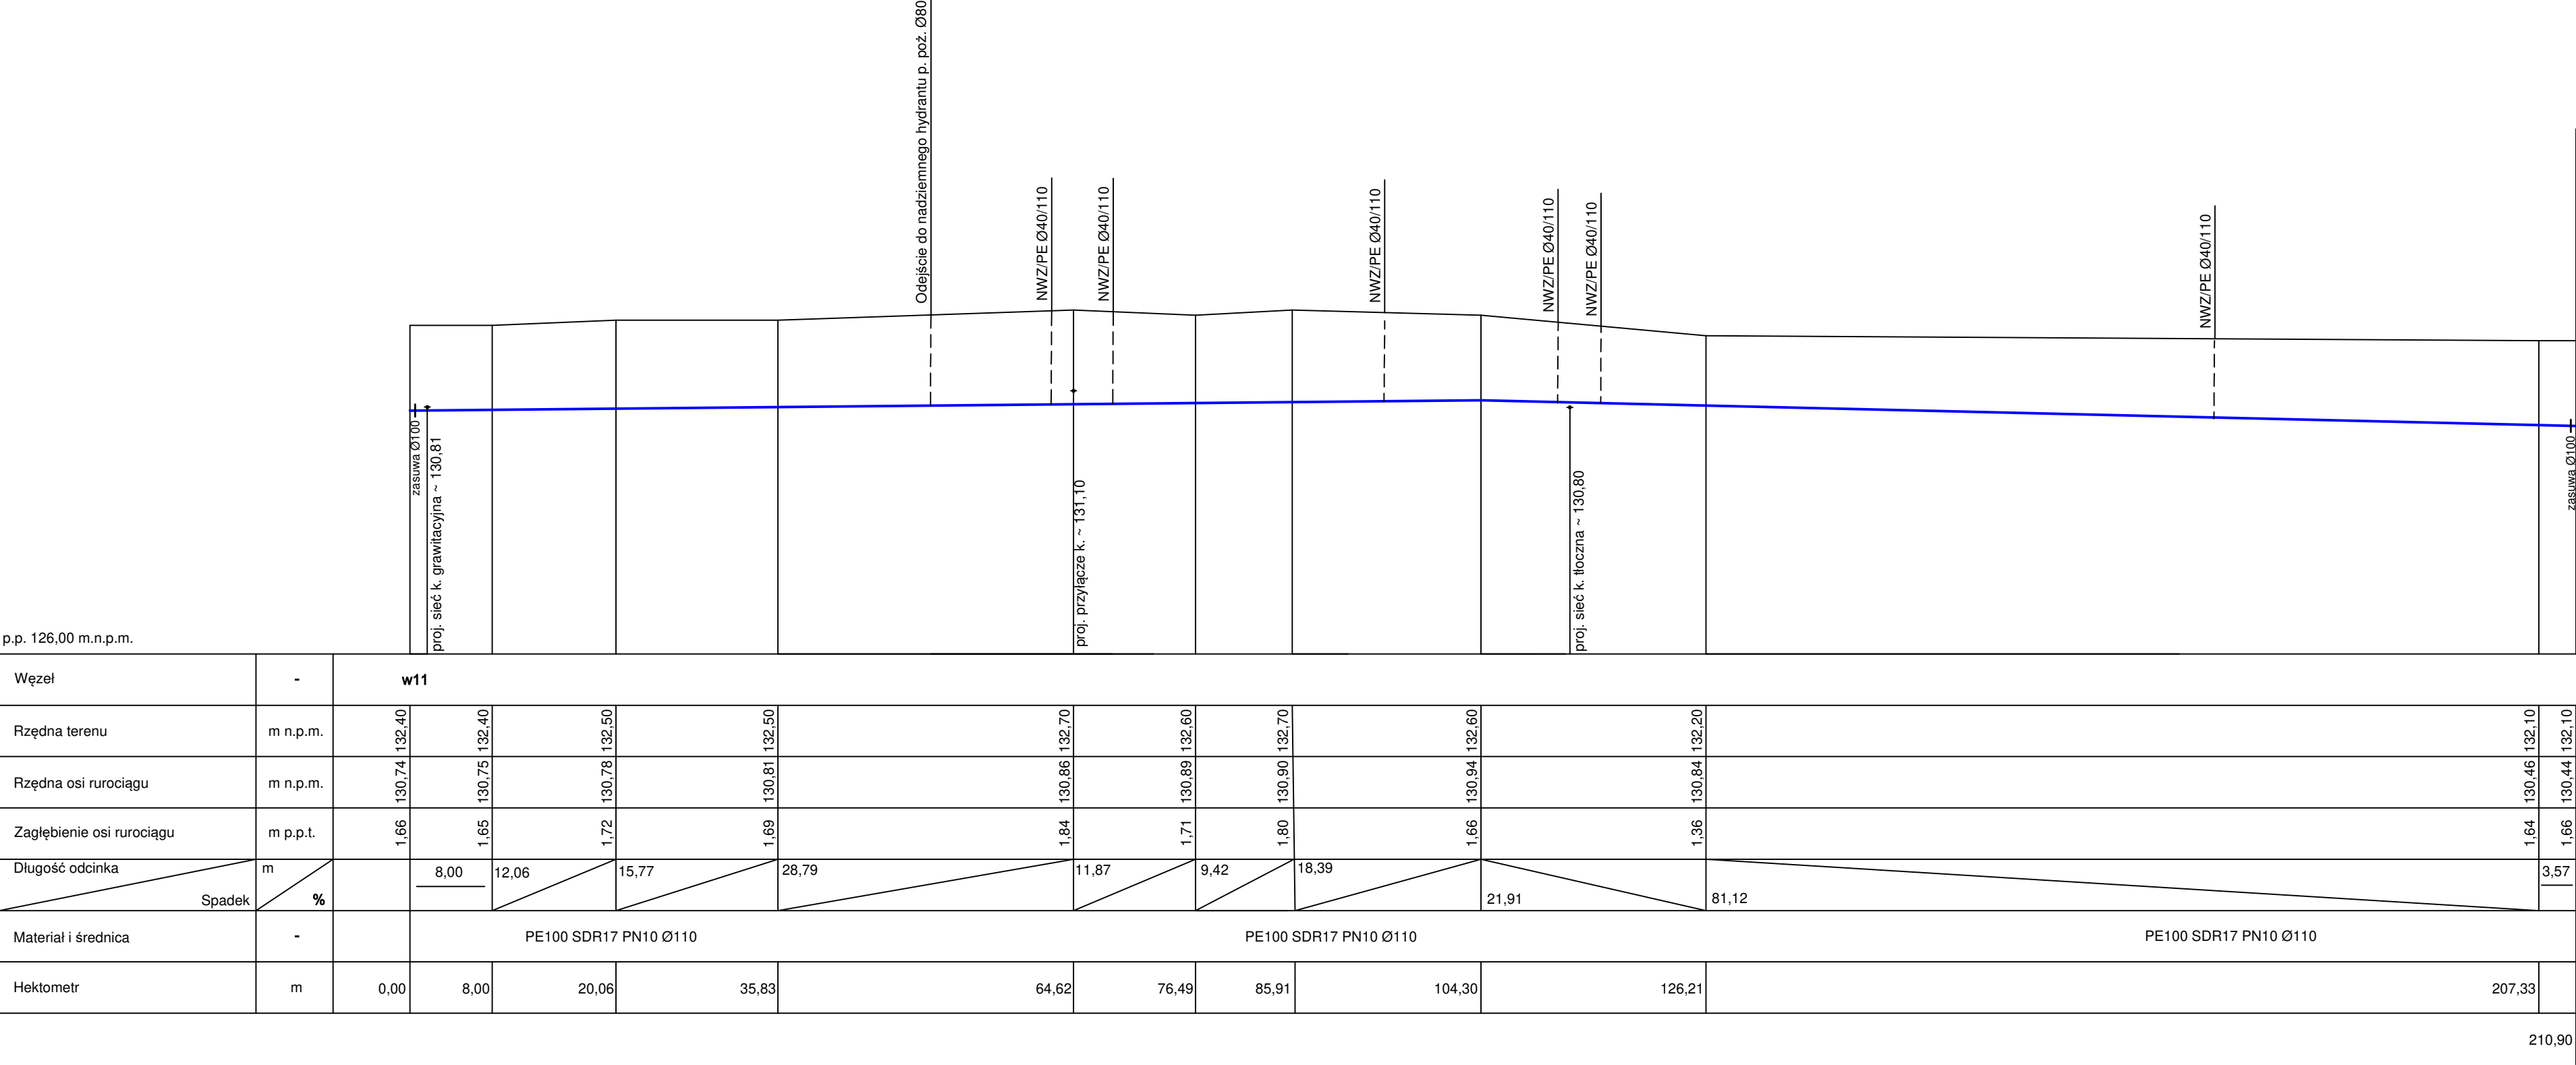 Odejście do nadziemnego hydrantu p. poż. Ø80
NWZ/PE Ø40/110
NWZ/PE Ø40/110
NWZ/PE Ø40/110
NWZ/PE Ø40/110
NWZ/PE Ø40/110
NWZ/PE Ø40/110
zasuwa Ø100
proj. sieć k. grawitacyjna ~ 130,81
proj. przyłącze k. ~ 131,10
proj. sieć k. tłoczna ~ 130,80
zasuwa Ø100
p.p. 126,00 m.n.p.m.
Węzeł - w11
Rzędna terenu m n.p.m. 132,40 132,40 132,50 132,50 132,70 132,60 132,70 132,60 132,20 132,10 132,10
Rzędna osi rurociągu m n.p.m. 130,74 130,75 130,78 130,81 130,86 130,89 130,90 130,94 130,84 130,46 130,44
Zagłębienie osi rurociągu m p.p.t. 1,66 1,65 1,72 1,69 1,84 1,71 1,80 1,66 1,36 1,64 1,66
Długość odcinka m 8,00 12,06 15,77 28,79 11,87 9,42 18,39 3,57
Spadek % 21,91 81,12
Materiał i średnica - PE100 SDR17 PN10 Ø110 PE100 SDR17 PN10 Ø110 PE100 SDR17 PN10 Ø110
Hektometr m 0,00 8,00 20,06 35,83 64,62 76,49 85,91 104,30 126,21 207,33
210,90